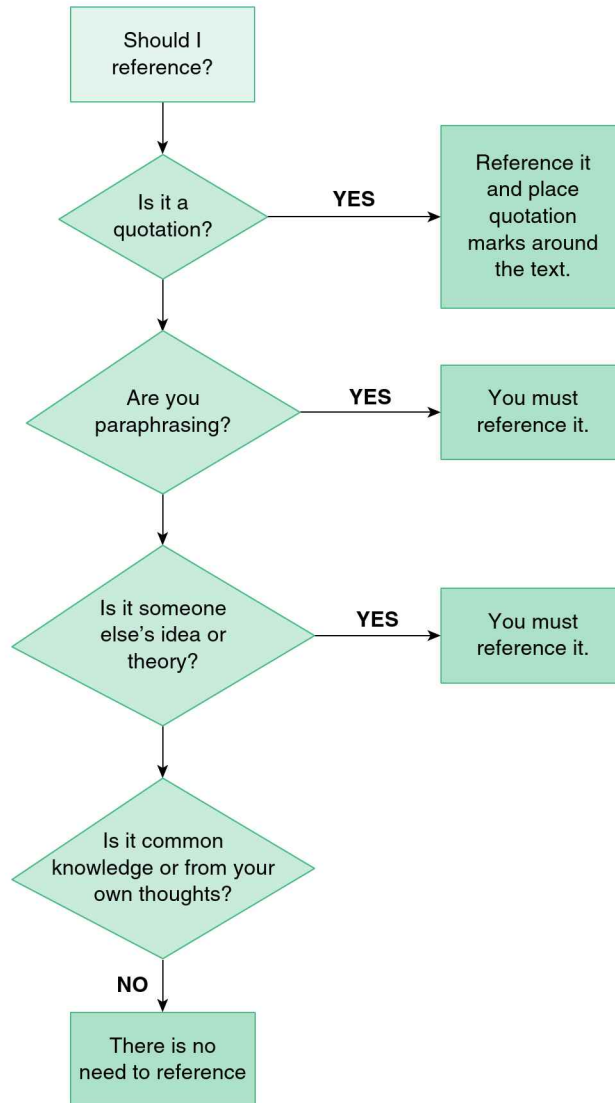 Should I
reference?
Is it a
quotation?
YES
Reference it
and place
quotation
marks around
the text.
Are you
paraphrasing?
YES
You must
reference it.
Is it someone
else’s idea or
theory?
YES
You must
reference it.
Is it common
knowledge or from your
own thoughts?
NO
There is no
need to reference